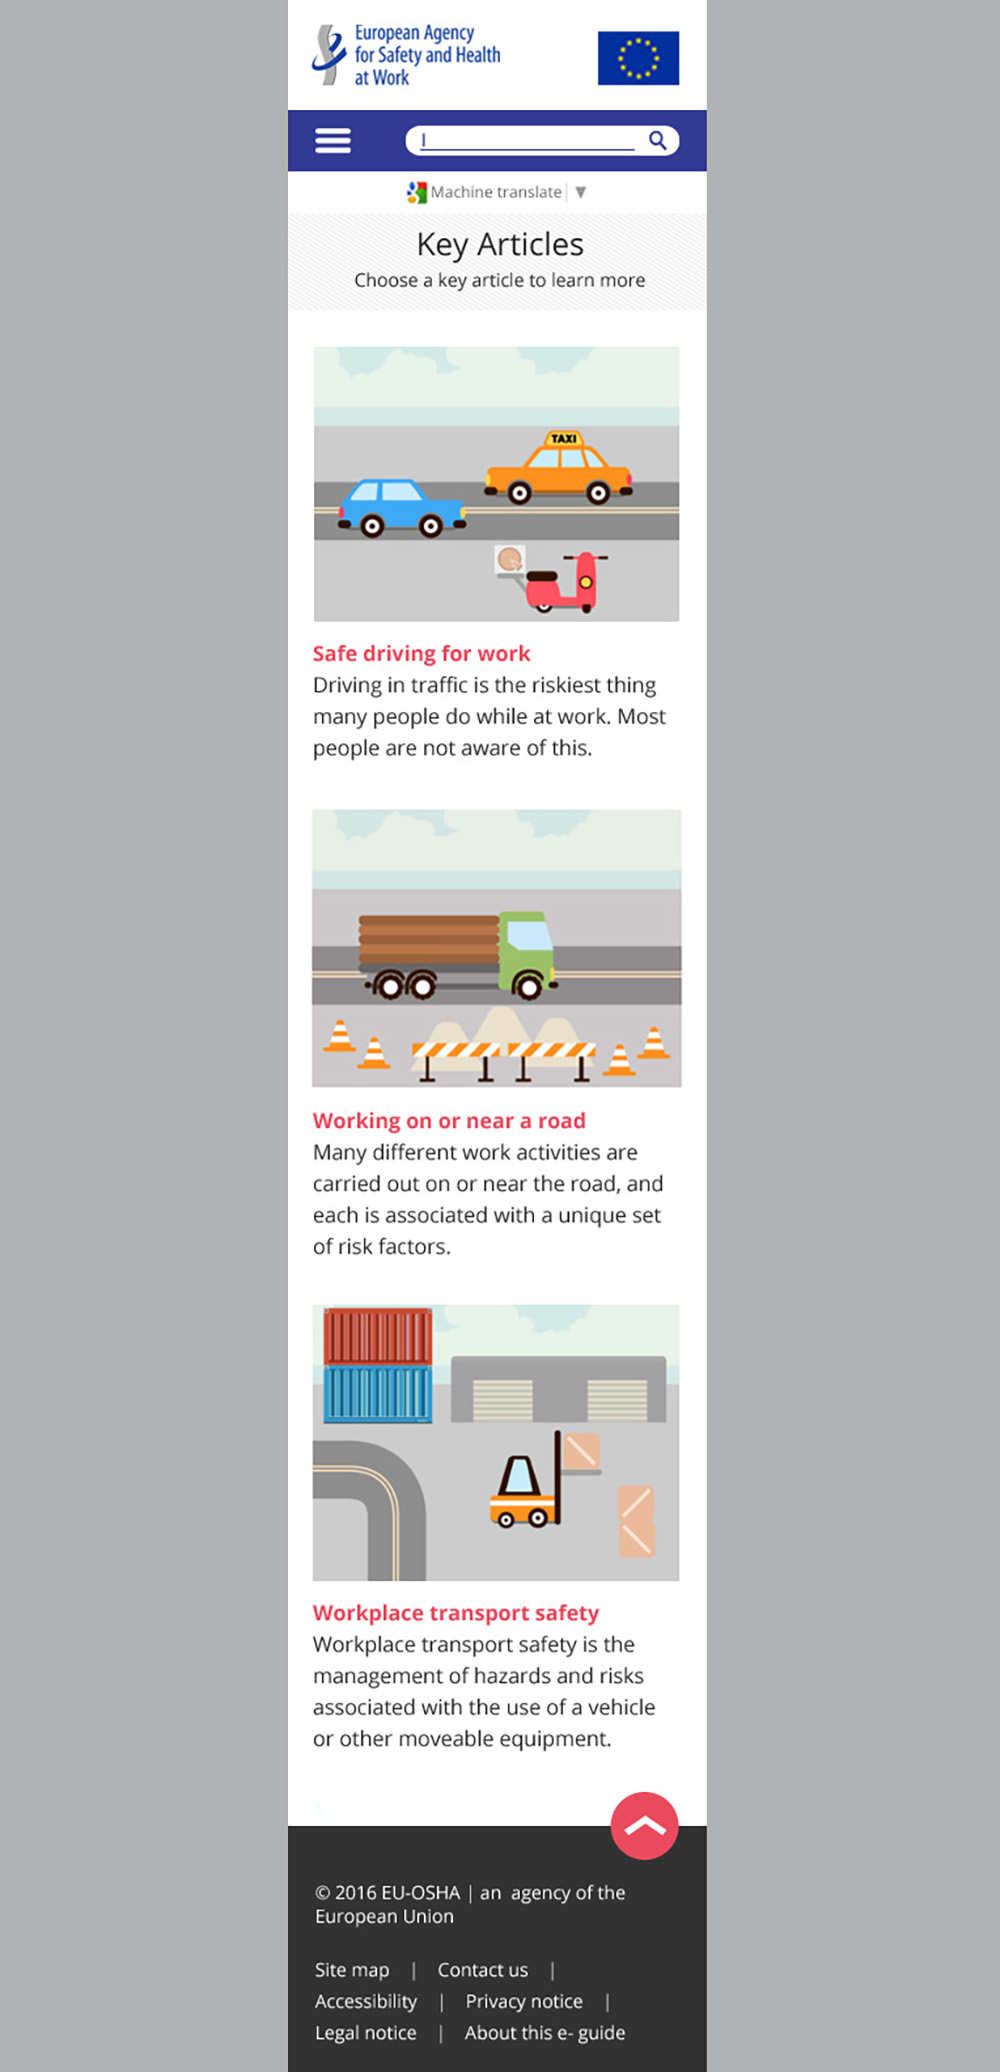 European Agency
for Safety and Health
at Work
Machine translate ▼
Key Articles
Choose a key article to learn more
TAXI
Safe driving for work
Driving in traffic is the riskiest thing
many people do while at work. Most
people are not aware of this.
Working on or near a road
Many different work activities are
carried out on or near the road, and
each is associated with a unique set
of risk factors.
Workplace transport safety
Workplace transport safety is the
management of hazards and risks
associated with the use of a vehicle
or other moveable equipment.
© 2016 EU-OSHA | an agency of the
European Union
Site map | Contact us |
Accessibility | Privacy notice |
Legal notice | About this e- guide